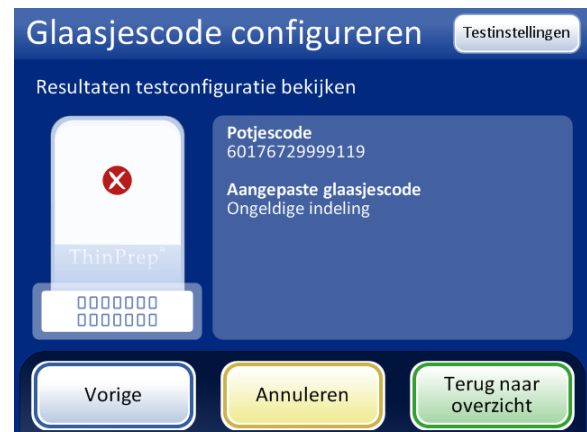 Glaasjescode configureren
Testinstellingen
Resultaten testconfiguratie bekijken
Potjescode
60176729999119
Aangepaste glaasjescode
Ongeldige indeling
ThinPrep®
Vorige
Annuleren
Terug naar
overzicht